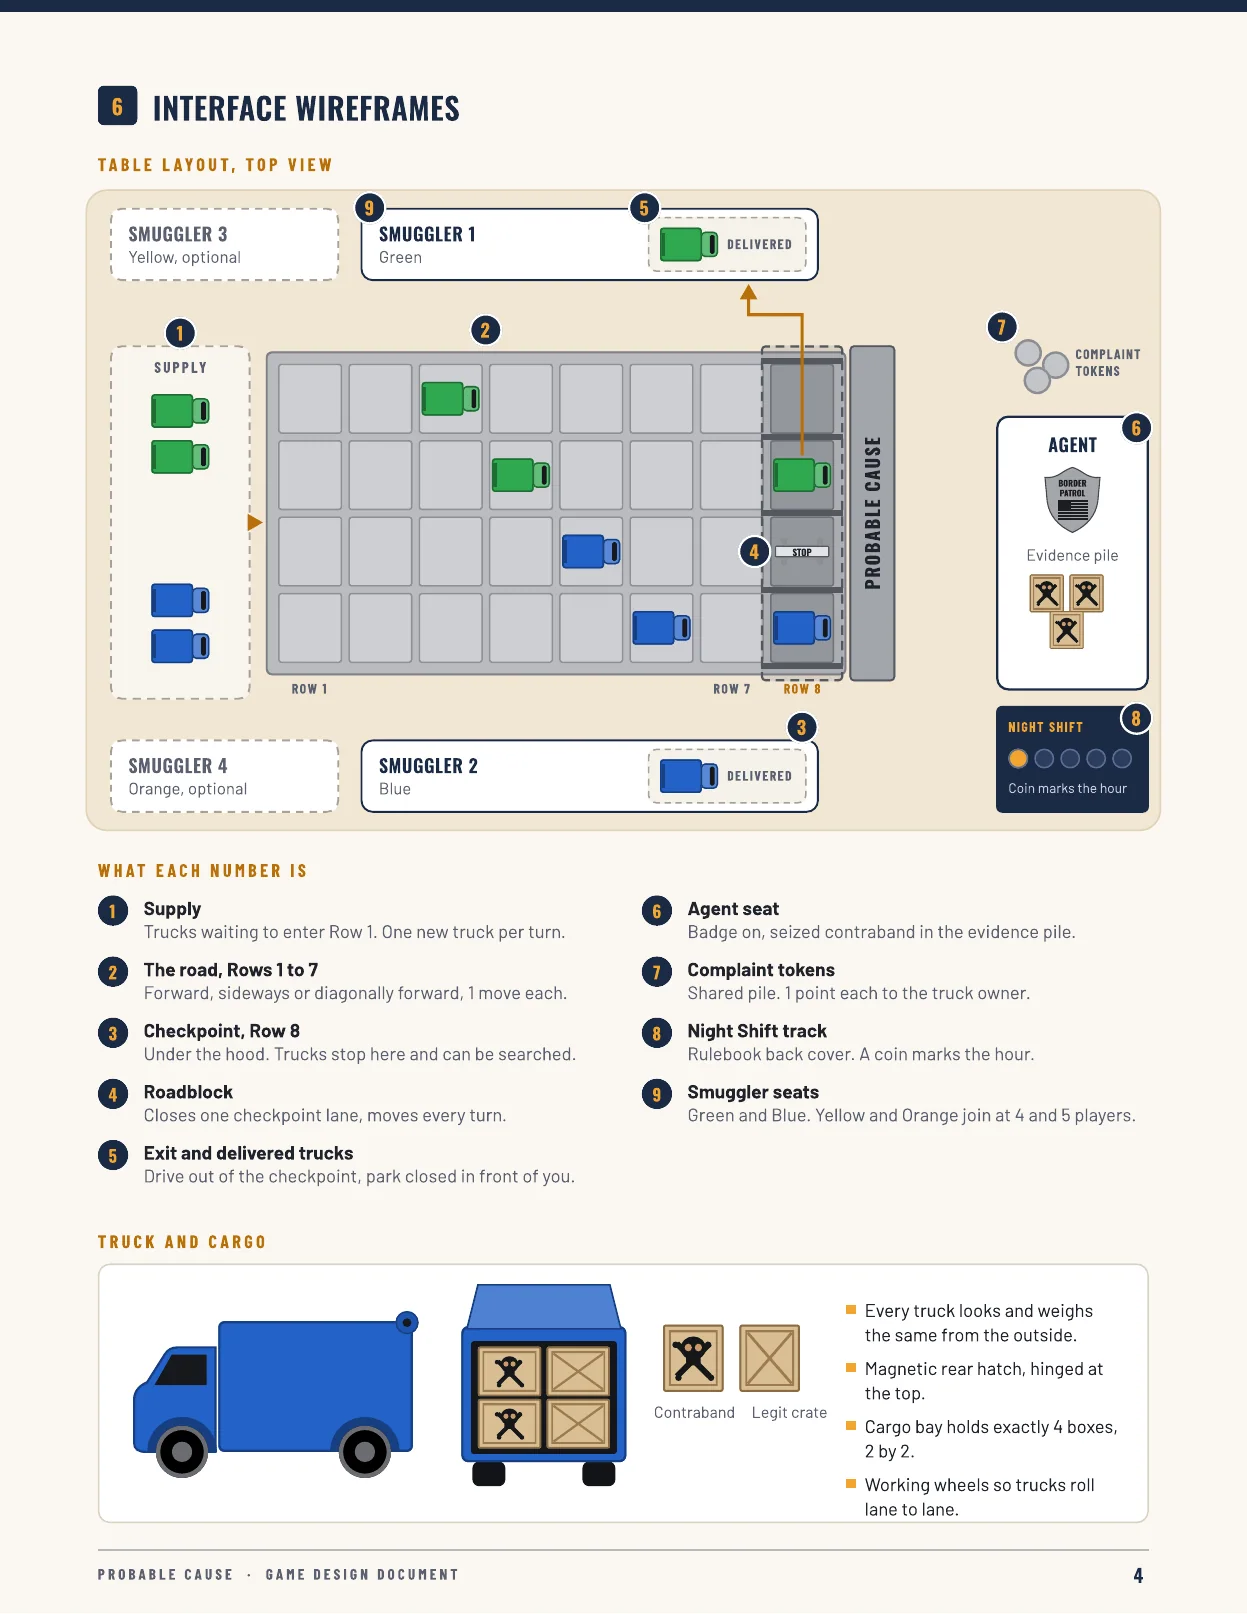 6 INTERFACE WIREFRAMES
TABLE LAYOUT, TOP VIEW
SMUGGLER 3
Yellow, optional
9
SMUGGLER 1
Green
5
DELIVERED
1
SUPPLY
2
7
COMPLAINT
TOKENS
PROBABLE CAUSE
4
STOP
ROW 1
ROW 7
ROW 8
6
AGENT
BORDER
PATROL
Evidence pile
8
NIGHT SHIFT
Coin marks the hour
SMUGGLER 4
Orange, optional
3
SMUGGLER 2
Blue
DELIVERED
WHAT EACH NUMBER IS
1 Supply
Trucks waiting to enter Row 1. One new truck per turn.
2 The road, Rows 1 to 7
Forward, sideways or diagonally forward, 1 move each.
3 Checkpoint, Row 8
Under the hood. Trucks stop here and can be searched.
4 Roadblock
Closes one checkpoint lane, moves every turn.
5 Exit and delivered trucks
Drive out of the checkpoint, park closed in front of you.
6 Agent seat
Badge on, seized contraband in the evidence pile.
7 Complaint tokens
Shared pile. 1 point each to the truck owner.
8 Night Shift track
Rulebook back cover. A coin marks the hour.
9 Smuggler seats
Green and Blue. Yellow and Orange join at 4 and 5 players.
TRUCK AND CARGO
Contraband
Legit crate
Every truck looks and weighs
the same from the outside.
Magnetic rear hatch, hinged at
the top.
Cargo bay holds exactly 4 boxes,
2 by 2.
Working wheels so trucks roll
lane to lane.
PROBABLE CAUSE · GAME DESIGN DOCUMENT
4